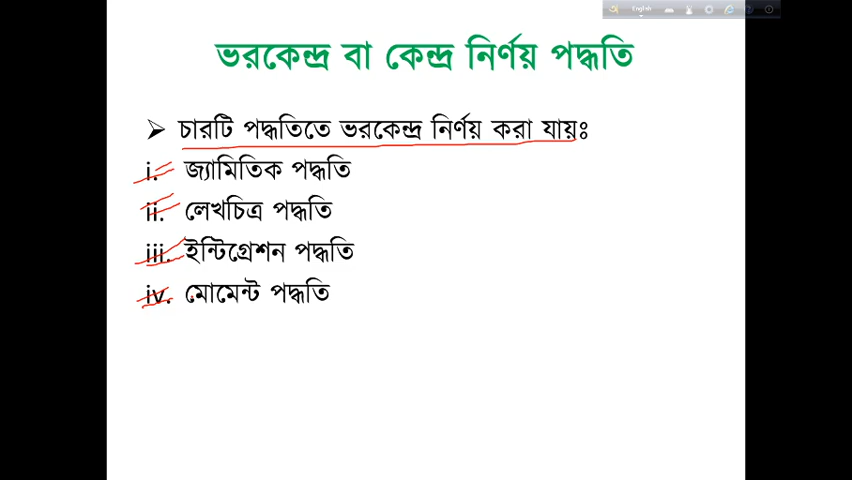 English
ভরকেন্দ্র বা কেন্দ্র নির্ণয় পদ্ধতি
➢ চারটি পদ্ধতিতে ভরকেন্দ্র নির্ণয় করা যায়ঃ
i. জ্যামিতিক পদ্ধতি
ii. লেখচিত্র পদ্ধতি
iii. ইন্টিগ্রেশন পদ্ধতি
iv. মোমেন্ট পদ্ধতি